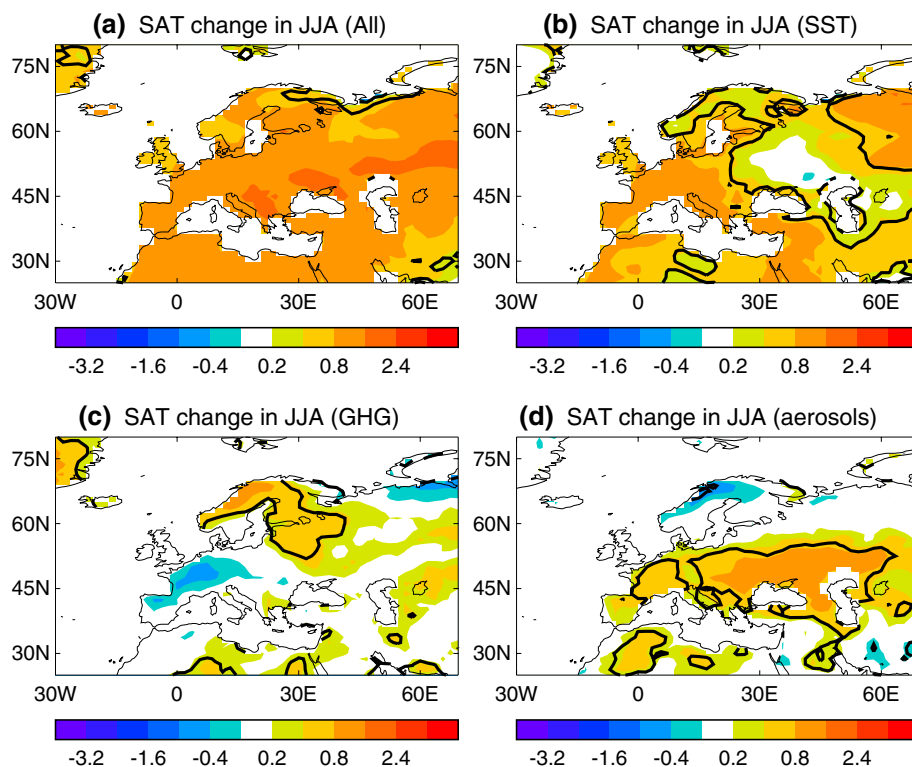 (a) SAT change in JJA (All)
75N
60N
45N
30N
30W 0 30E 60E
-3.2 -1.6 -0.4 0.2 0.8 2.4
(b) SAT change in JJA (SST)
75N
60N
45N
30N
30W 0 30E 60E
-3.2 -1.6 -0.4 0.2 0.8 2.4
(c) SAT change in JJA (GHG)
75N
60N
45N
30N
30W 0 30E 60E
-3.2 -1.6 -0.4 0.2 0.8 2.4
(d) SAT change in JJA (aerosols)
75N
60N
45N
30N
30W 0 30E 60E
-3.2 -1.6 -0.4 0.2 0.8 2.4